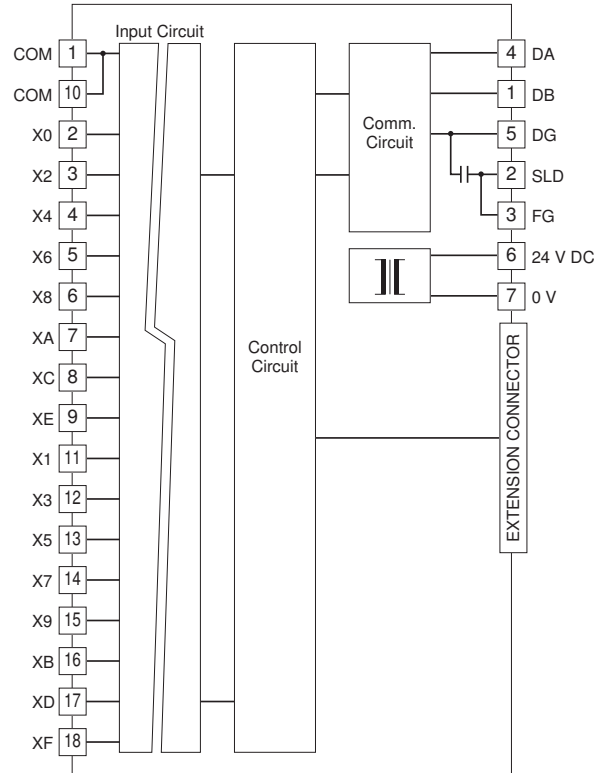 Input Circuit
COM 1
COM 10
X0 2
X2 3
X4 4
X6 5
X8 6
XA 7
XC 8
XE 9
X1 11
X3 12
X5 13
X7 14
X9 15
XB 16
XD 17
XF 18
Control
Circuit
Comm.
Circuit
4 DA
1 DB
5 DG
2 SLD
3 FG
6 24 V DC
7 0 V
EXTENSION CONNECTOR